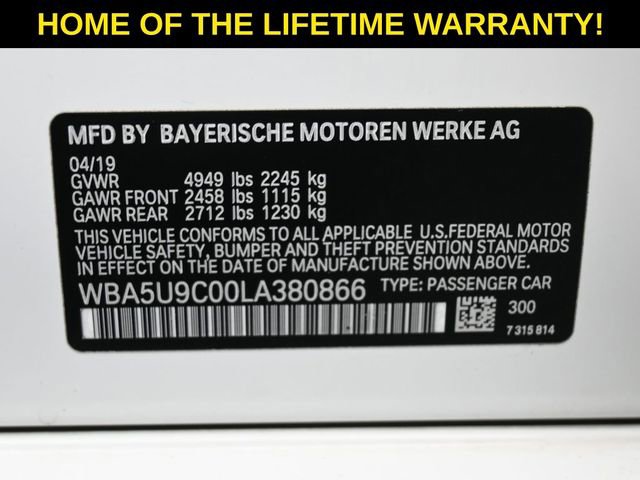 HOME OF THE LIFETIME WARRANTY!
MFD BY BAYERISCHE MOTOREN WERKE AG
04/19
GVWR 4949 lbs 2245 kg
GAWR FRONT 2458 lbs 1115 kg
GAWR REAR 2712 lbs 1230 kg
THIS VEHICLE CONFORMS TO ALL APPLICABLE U.S.FEDERAL MOTOR
VEHICLE SAFETY, BUMPER AND THEFT PREVENTION STANDARDS
IN EFFECT ON THE DATE OF MANUFACTURE SHOWN ABOVE.
WBA5U9C00LA380866 TYPE: PASSENGER CAR
300
7 315 814